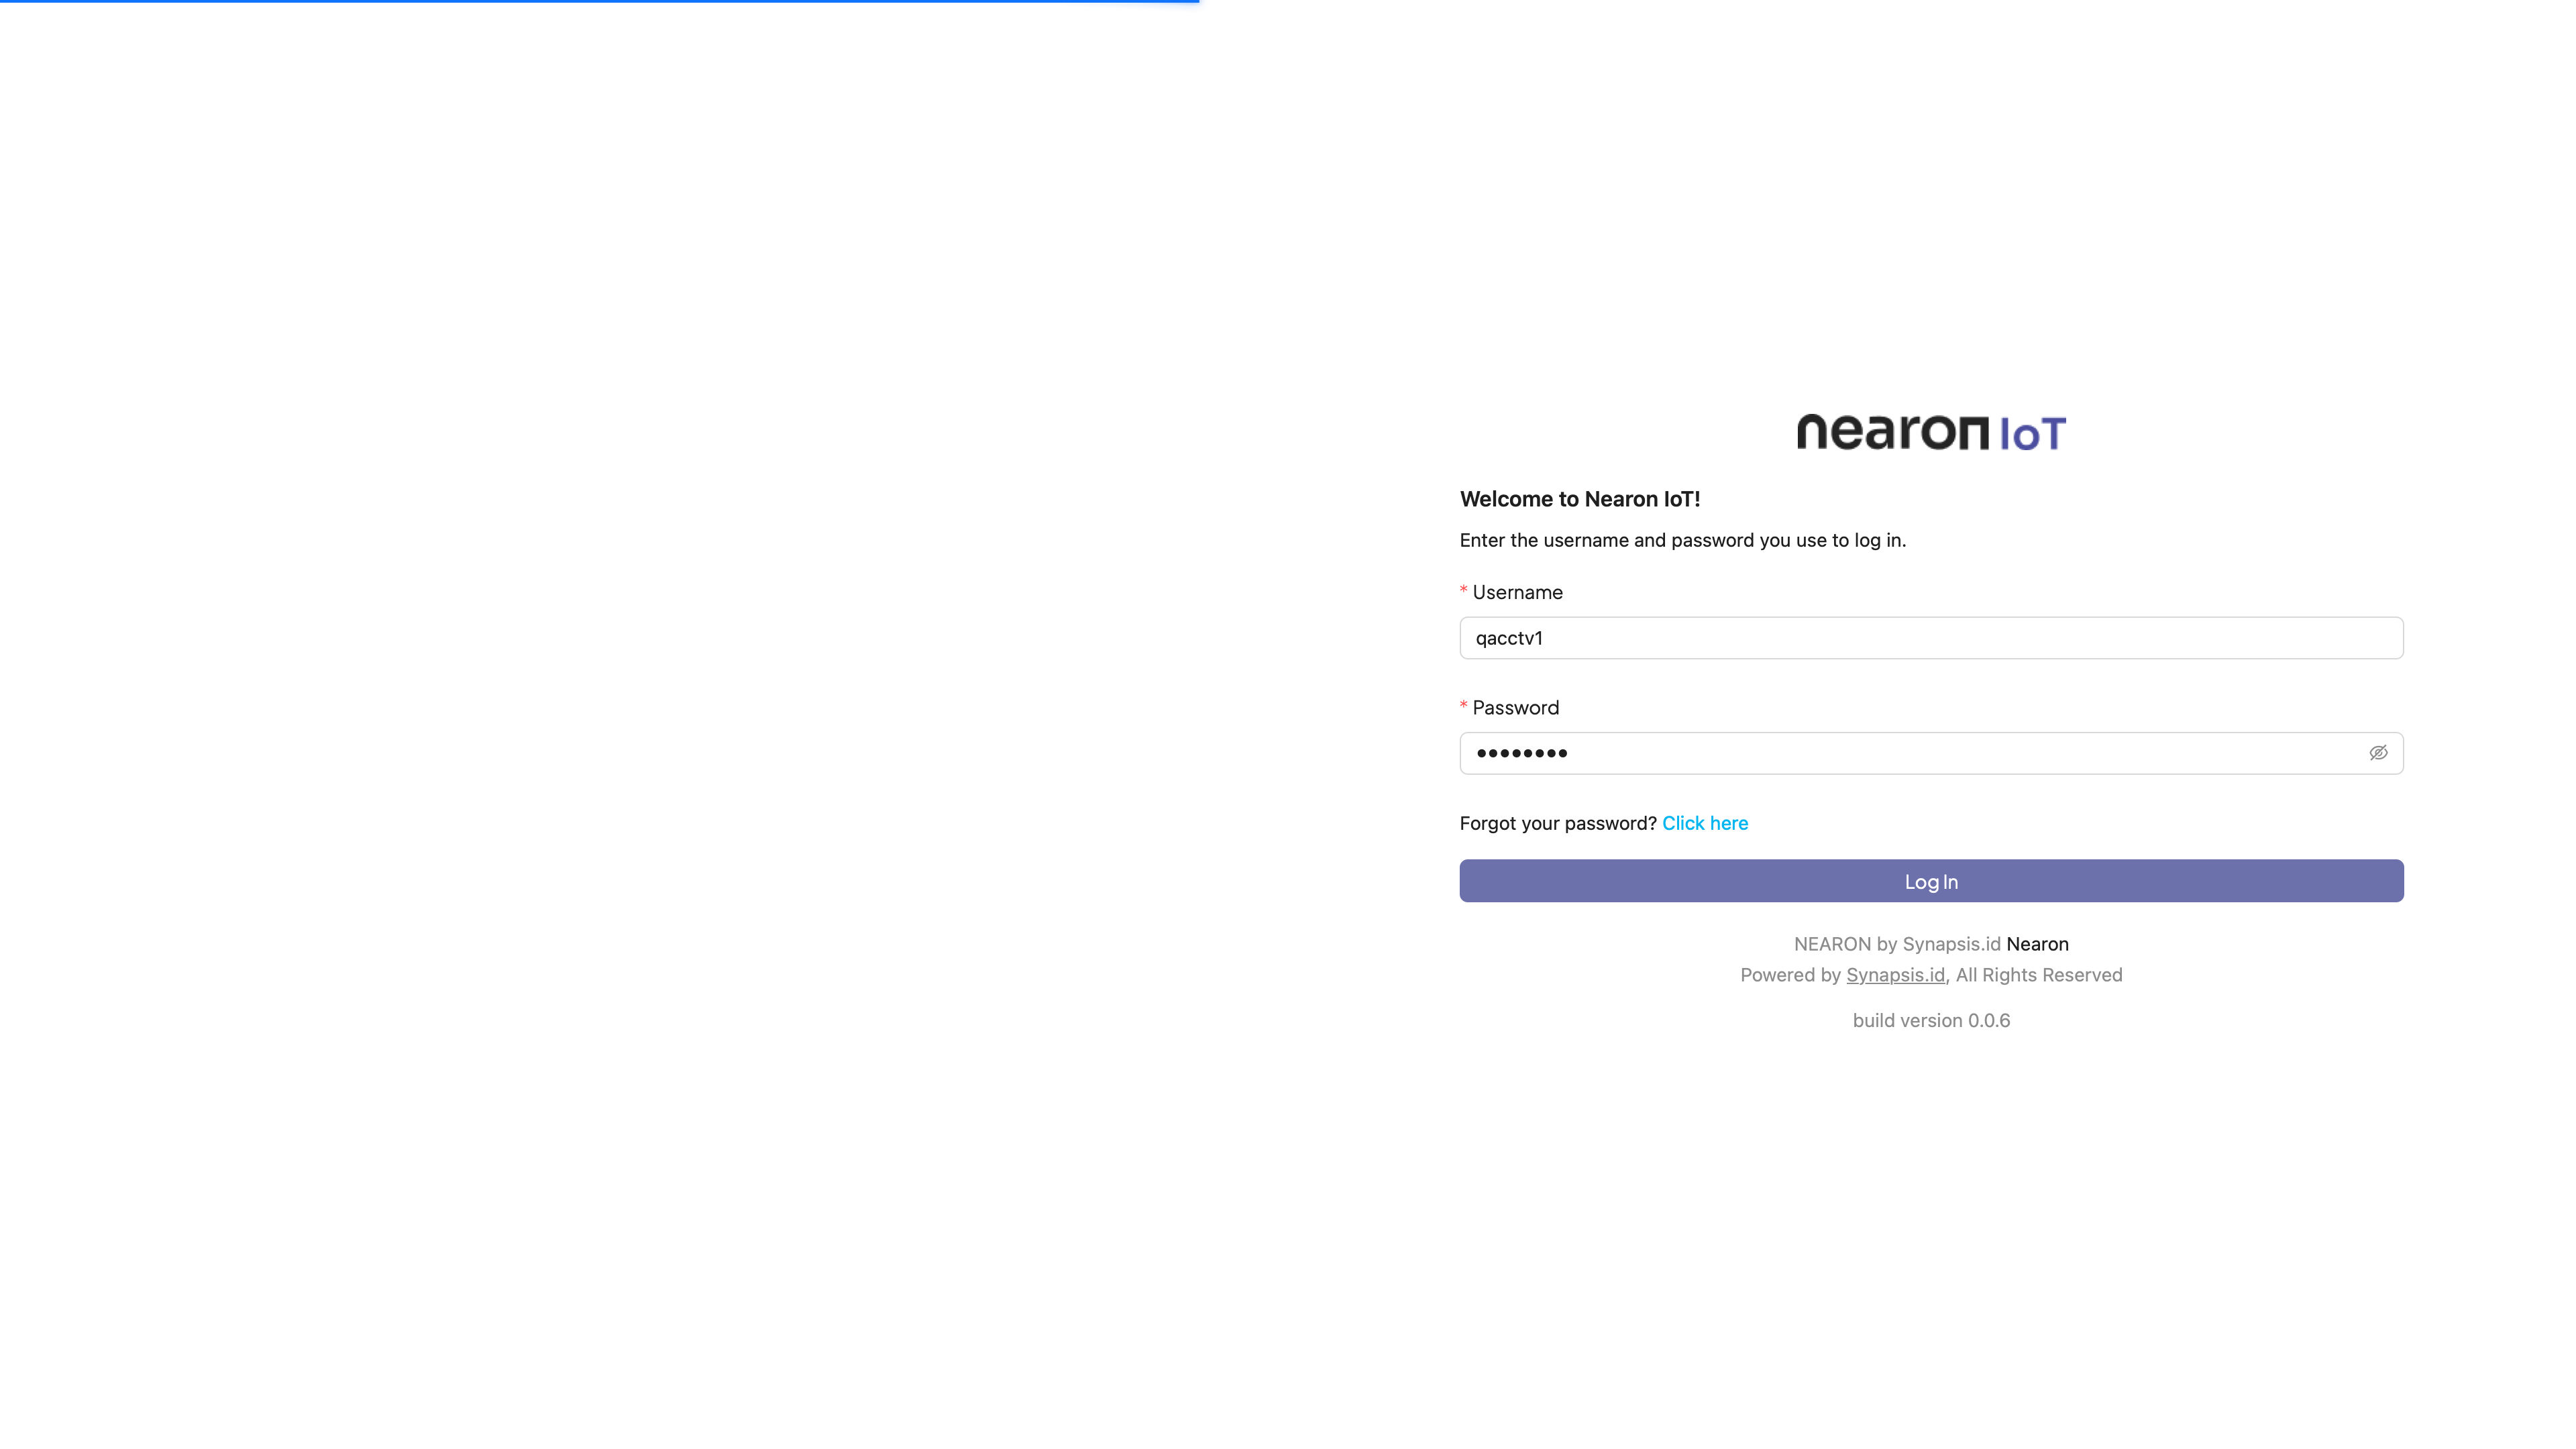 nearon IoT
Welcome to Nearon IoT!
Enter the username and password you use to log in.
* Username
qacctv1
* Password
••••••••
Forgot your password? Click here
Log In
NEARON by Synapsis.id Nearon
Powered by Synapsis.id, All Rights Reserved
build version 0.0.6